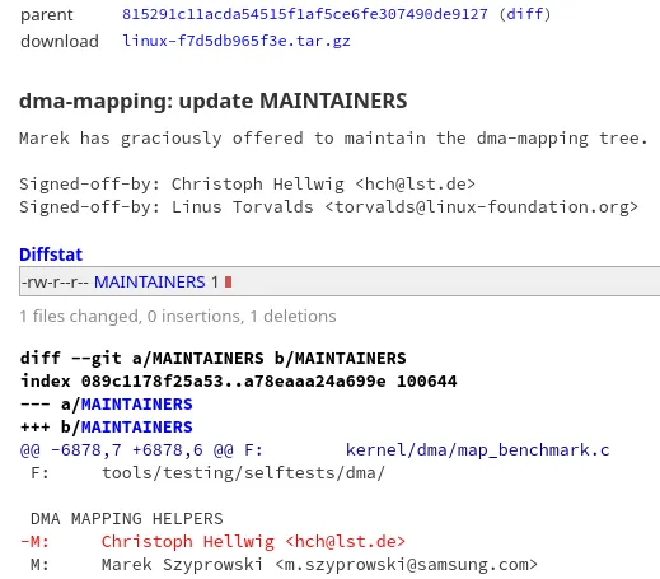 parent 815291c11acda54515f1af5ce6fe307490de9127 (diff)
download linux-f7d5db965f3e.tar.gz
dma-mapping: update MAINTAINERS
Marek has graciously offered to maintain the dma-mapping tree.
Signed-off-by: Christoph Hellwig <hch@lst.de>
Signed-off-by: Linus Torvalds <torvalds@linux-foundation.org>
Diffstat
-rw-r--r-- MAINTAINERS 1
1 files changed, 0 insertions, 1 deletions
diff --git a/MAINTAINERS b/MAINTAINERS
index 089c1178f25a53..a78eaaa24a699e 100644
--- a/MAINTAINERS
+++ b/MAINTAINERS
@@ -6878,7 +6878,6 @@ F: kernel/dma/map_benchmark.c
F: tools/testing/selftests/dma/
DMA MAPPING HELPERS
-M: Christoph Hellwig <hch@lst.de>
M: Marek Szyprowski <m.szyprowski@samsung.com>